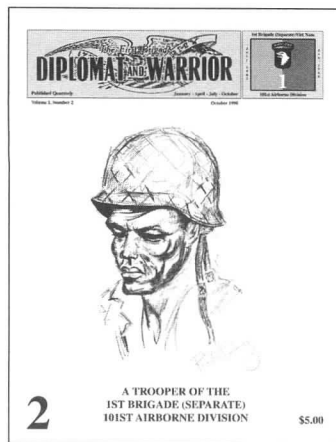 The First Brigade
DIPLOMAT AND WARRIOR
Published Quarterly
January - April - July - October
1st Brigade (Separate) Viet Nam
1
101st Airborne Division
Volume 1, Number 2
October 1998
2
A TROOPER OF THE
1ST BRIGADE (SEPARATE)
101ST AIRBORNE DIVISION
$5.00